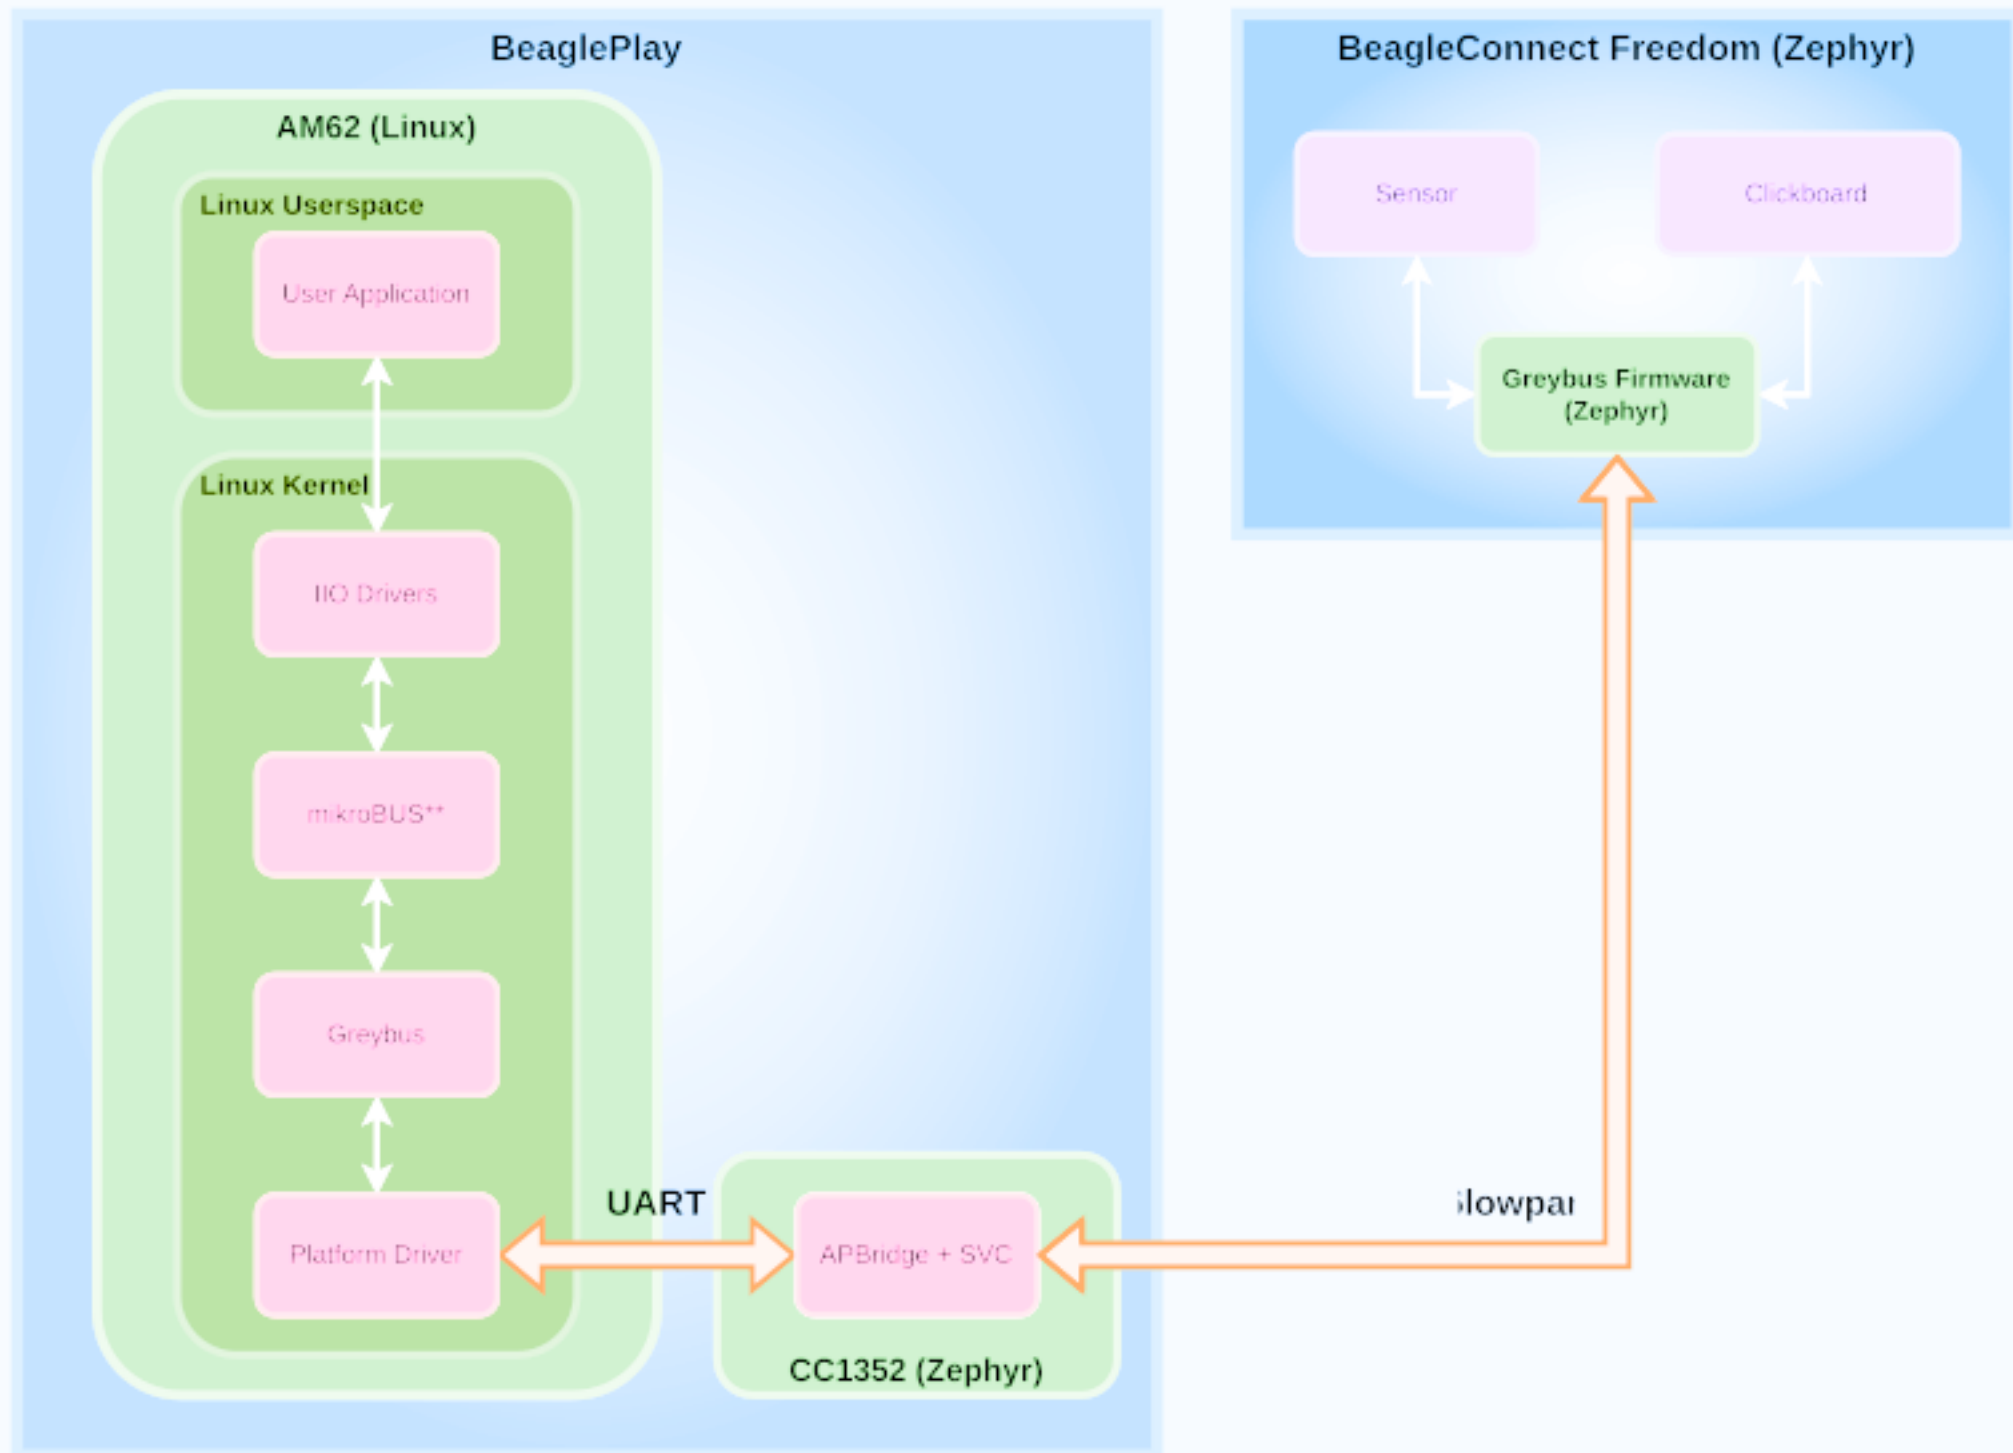 BeaglePlay
AM62 (Linux)
Linux Userspace
User Application
Linux Kernel
IIO Drivers
mikroBUS**
Greybus
Platform Driver
UART
APBridge + SVC
CC1352 (Zephyr)
BeagleConnect Freedom (Zephyr)
Sensor
Clickboard
Greybus Firmware
(Zephyr)